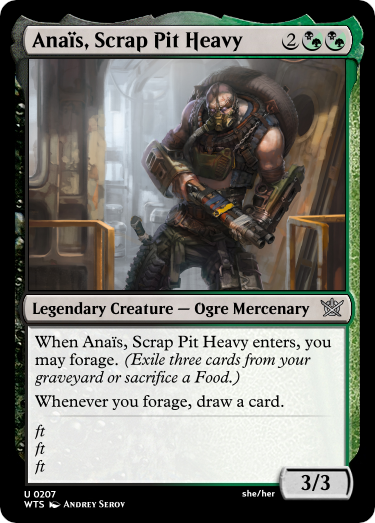 Anaïs, Scrap Pit Heavy 2
Legendary Creature — Ogre Mercenary
When Anaïs, Scrap Pit Heavy enters, you
may forage. (Exile three cards from your
graveyard or sacrifice a Food.)
Whenever you forage, draw a card.
ft
ft
ft
3/3
U 0207
she/her
WTS Andrey Serov